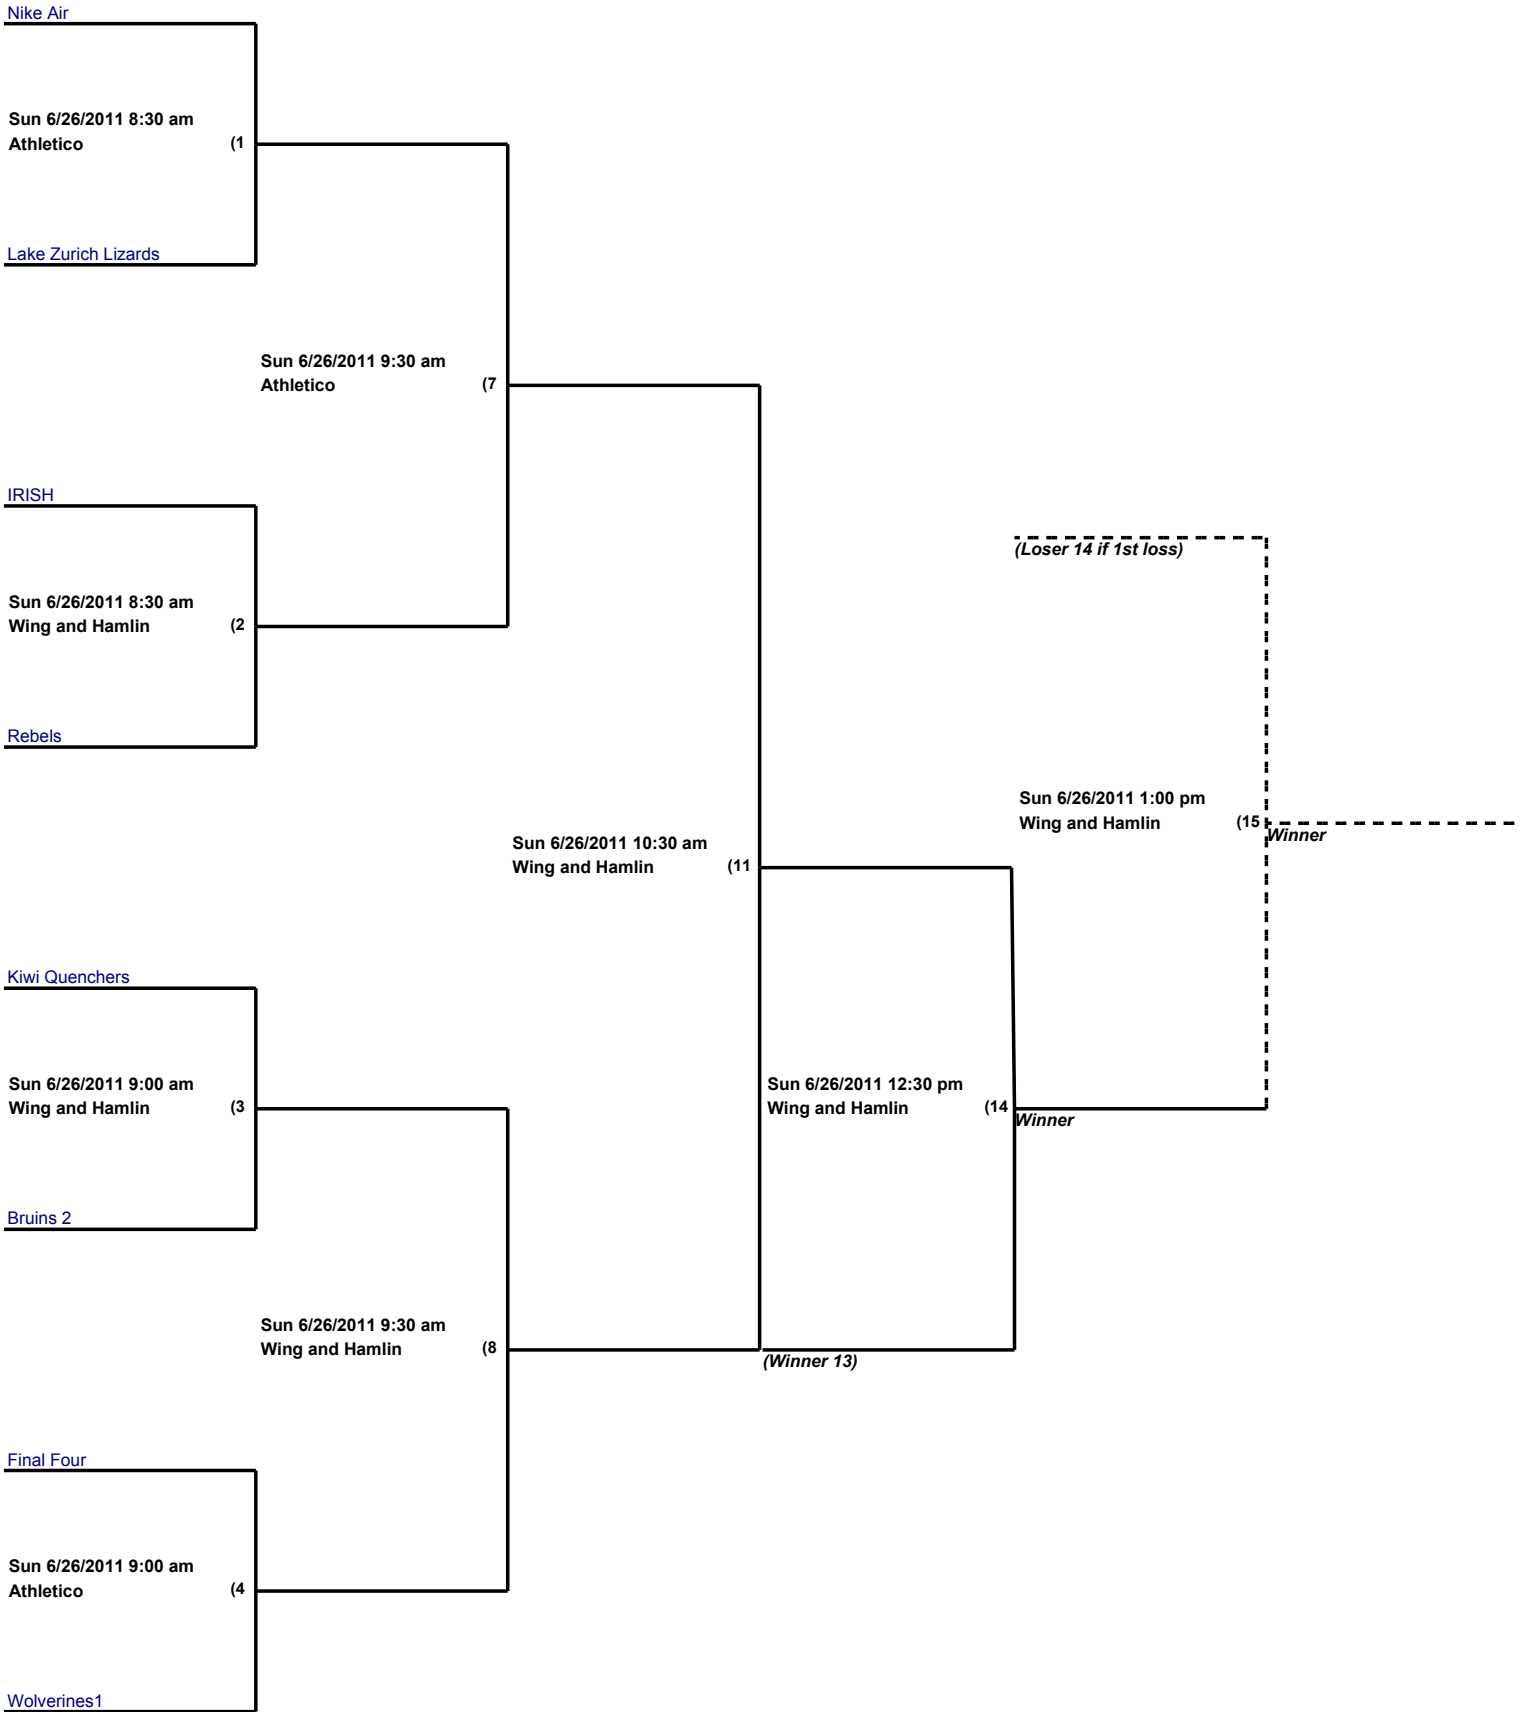 Nike Air
Sun 6/26/2011 8:30 am
Athletico (1
Lake Zurich Lizards
Sun 6/26/2011 9:30 am
Athletico (7
IRISH
(Loser 14 if 1st loss)
Sun 6/26/2011 8:30 am
Wing and Hamlin (2
Rebels
Sun 6/26/2011 1:00 pm
Wing and Hamlin (15
Winner
Sun 6/26/2011 10:30 am
Wing and Hamlin (11
Kiwi Quenchers
Sun 6/26/2011 9:00 am
Wing and Hamlin (3
Sun 6/26/2011 12:30 pm
Wing and Hamlin (14
Winner
Bruins 2
Sun 6/26/2011 9:30 am
Wing and Hamlin (8
(Winner 13)
Final Four
Sun 6/26/2011 9:00 am
Athletico (4
Wolverines1